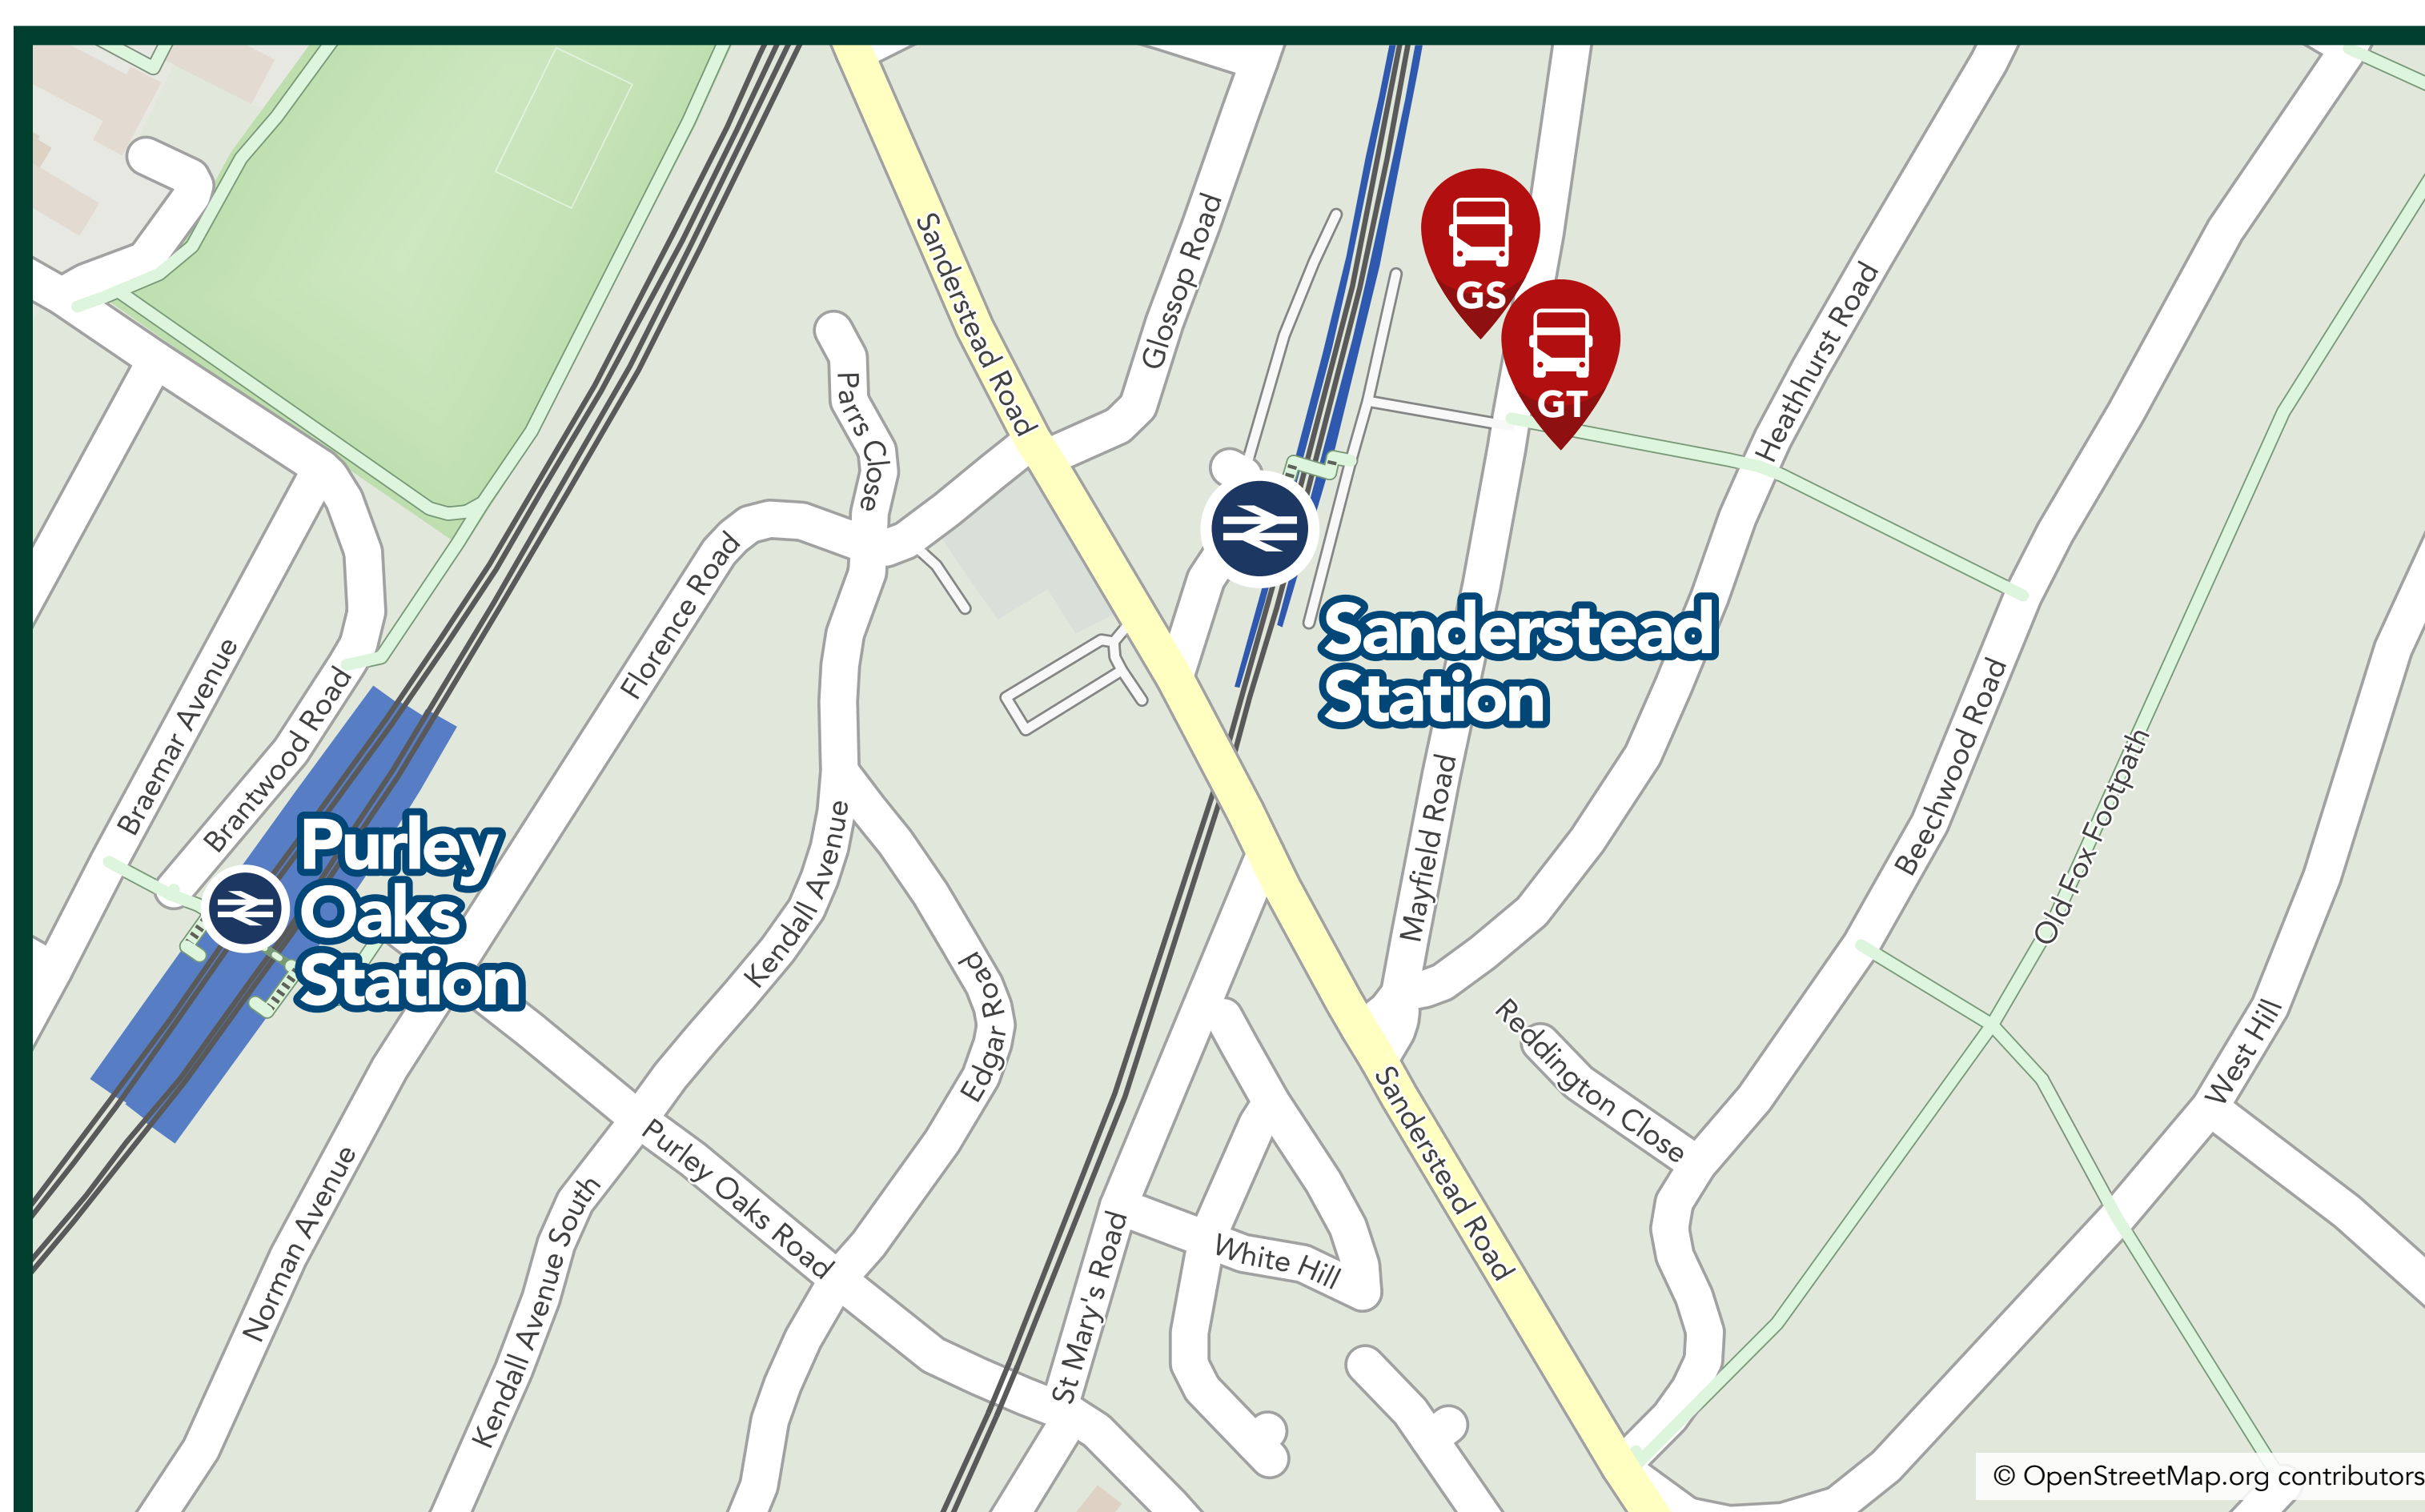 Sanderstead Road
Glossop Road
GS
GT
Heathhurst Road
Parrs Close
Florence Road
Sanderstead
Station
Braemar Avenue
Brantwood Road
Beechwood Road
Old Fox Footpath
Mayfield Road
Purley
Oaks
Station
Kendall Avenue
Edgar Road
Reddington Close
West Hill
Sanderstead Road
Purley Oaks Road
Norman Avenue
Kendall Avenue South
St Mary's Road
White Hill
© OpenStreetMap.org contributors